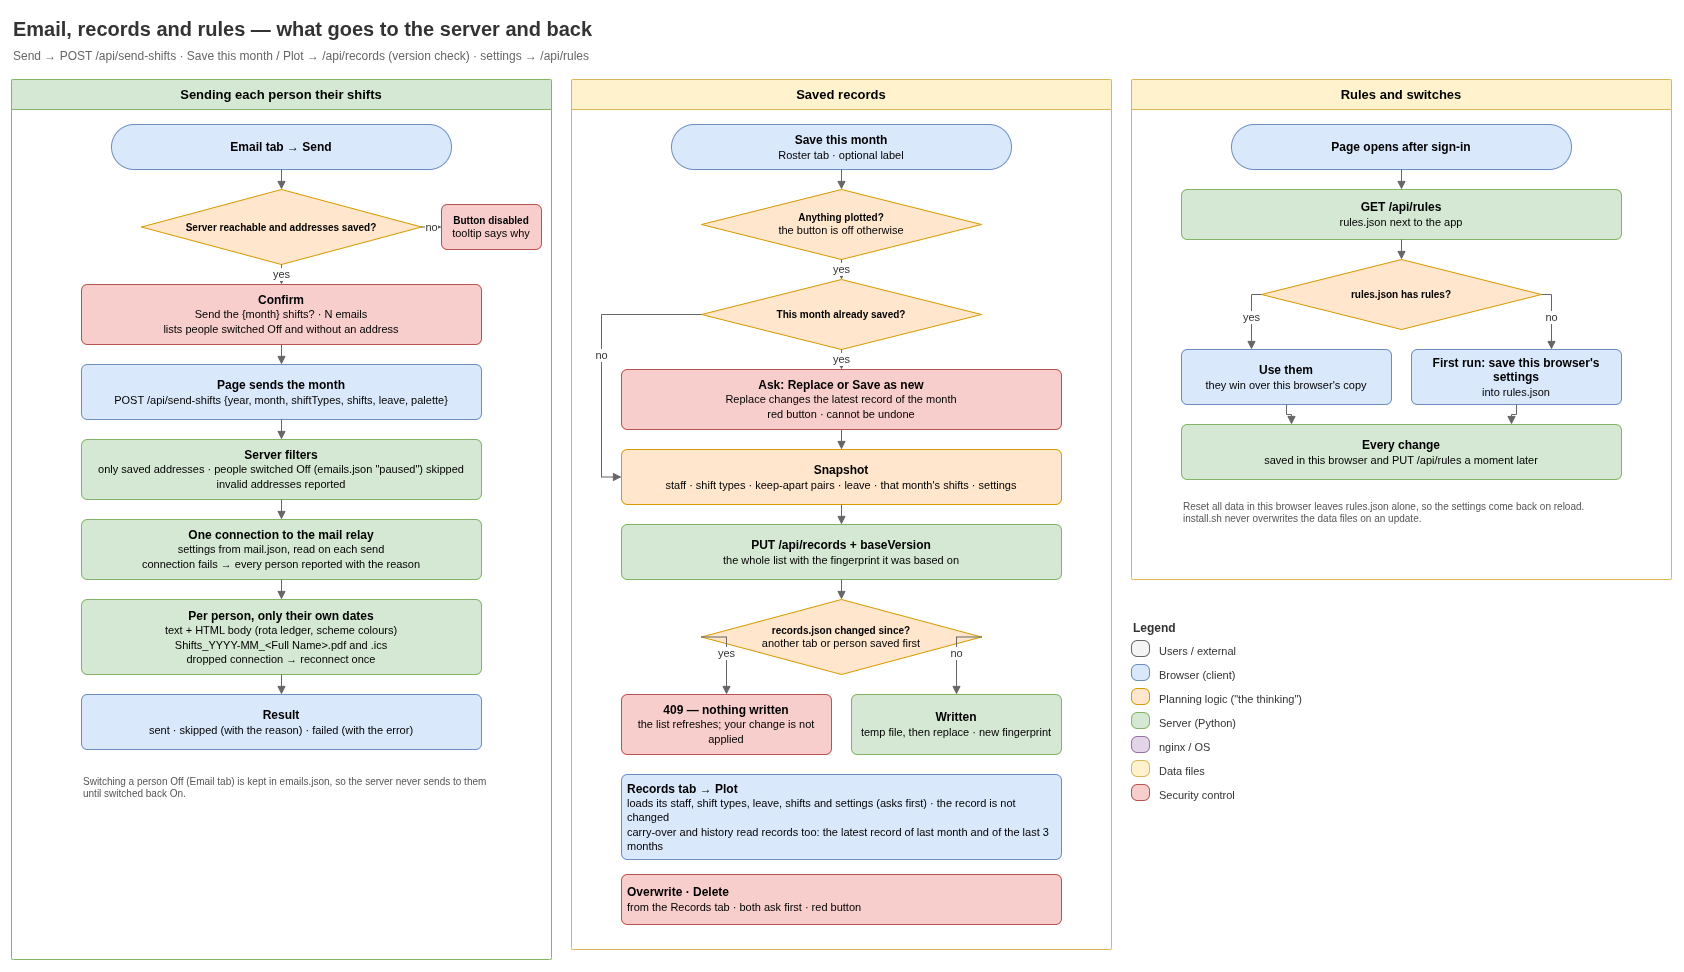 Email, records and rules — what goes to the server and back
Send → POST /api/send-shifts · Save this month / Plot → /api/records (version check) · settings → /api/rules
Sending each person their shifts
Email tab → Send
Server reachable and addresses saved?
no
Button disabled
tooltip says why
yes
Confirm
Send the {month} shifts? · N emails
lists people switched Off and without an address
Page sends the month
POST /api/send-shifts {year, month, shiftTypes, shifts, leave, palette}
Server filters
only saved addresses · people switched Off (emails.json "paused") skipped
invalid addresses reported
One connection to the mail relay
settings from mail.json, read on each send
connection fails → every person reported with the reason
Per person, only their own dates
text + HTML body (rota ledger, scheme colours)
Shifts_YYYY-MM_<Full Name>.pdf and .ics
dropped connection → reconnect once
Result
sent · skipped (with the reason) · failed (with the error)
Switching a person Off (Email tab) is kept in emails.json, so the server never sends to them
until switched back On.
Saved records
Save this month
Roster tab · optional label
Anything plotted?
the button is off otherwise
yes
This month already saved?
no
yes
Ask: Replace or Save as new
Replace changes the latest record of the month
red button · cannot be undone
Snapshot
staff · shift types · keep-apart pairs · leave · that month's shifts · settings
PUT /api/records + baseVersion
the whole list with the fingerprint it was based on
records.json changed since?
another tab or person saved first
yes
no
409 — nothing written
the list refreshes; your change is not
applied
Written
temp file, then replace · new fingerprint
Records tab → Plot
loads its staff, shift types, leave, shifts and settings (asks first) · the record is not
changed
carry-over and history read records too: the latest record of last month and of the last 3
months
Overwrite · Delete
from the Records tab · both ask first · red button
Rules and switches
Page opens after sign-in
GET /api/rules
rules.json next to the app
rules.json has rules?
yes
no
Use them
they win over this browser's copy
First run: save this browser's
settings
into rules.json
Every change
saved in this browser and PUT /api/rules a moment later
Reset all data in this browser leaves rules.json alone, so the settings come back on reload.
install.sh never overwrites the data files on an update.
Legend
Users / external
Browser (client)
Planning logic ("the thinking")
Server (Python)
nginx / OS
Data files
Security control